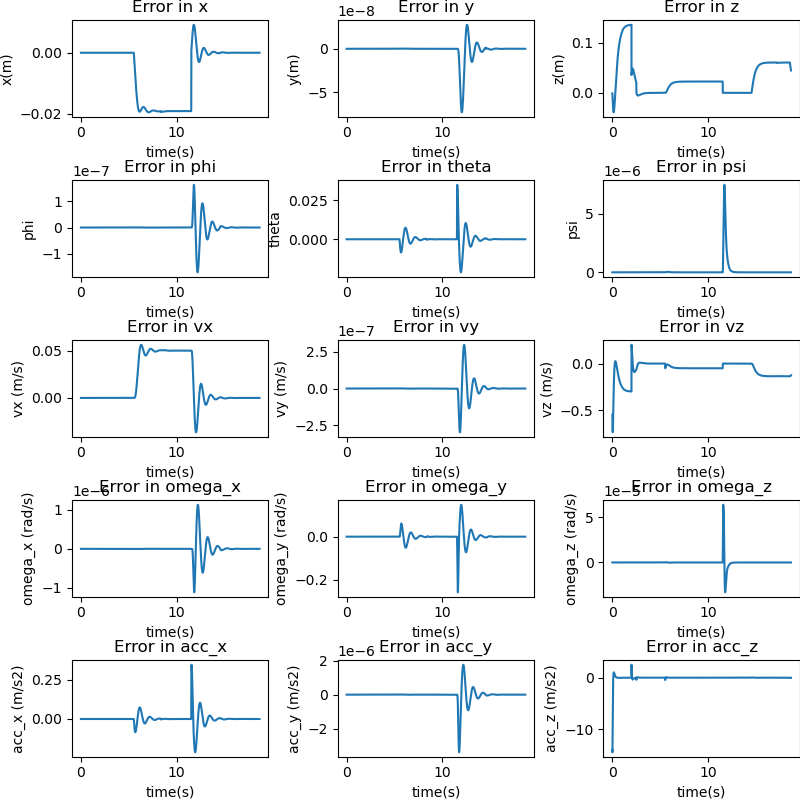 Error in x
Error in y
Error in z
1e−8
x(m)
y(m)
z(m)
0.00
−0.02
0
−5
0.1
0.0
0 10
0 10
0 10
time(s)
time(s)
time(s)
Error in phi
Error in theta
Error in psi
1e−7
1e−6
phi
theta
psi
1
0
−1
0.025
0.000
5
0
0 10
0 10
0 10
time(s)
time(s)
time(s)
Error in vx
Error in vy
Error in vz
1e−7
vx (m/s)
vy (m/s)
vz (m/s)
0.05
0.00
2.5
0.0
−2.5
0.0
−0.5
0 10
0 10
0 10
time(s)
time(s)
time(s)
Error in omega_x
Error in omega_y
Error in omega_z
1e−6
1e−5
omega_x (rad/s)
omega_y (rad/s)
omega_z (rad/s)
1
0
−1
0.0
−0.2
5
0
0 10
0 10
0 10
time(s)
time(s)
time(s)
Error in acc_x
Error in acc_y
Error in acc_z
1e−6
acc_x (m/s2)
acc_y (m/s2)
acc_z (m/s2)
0.25
0.00
2
0
−2
0
−10
0 10
0 10
0 10
time(s)
time(s)
time(s)